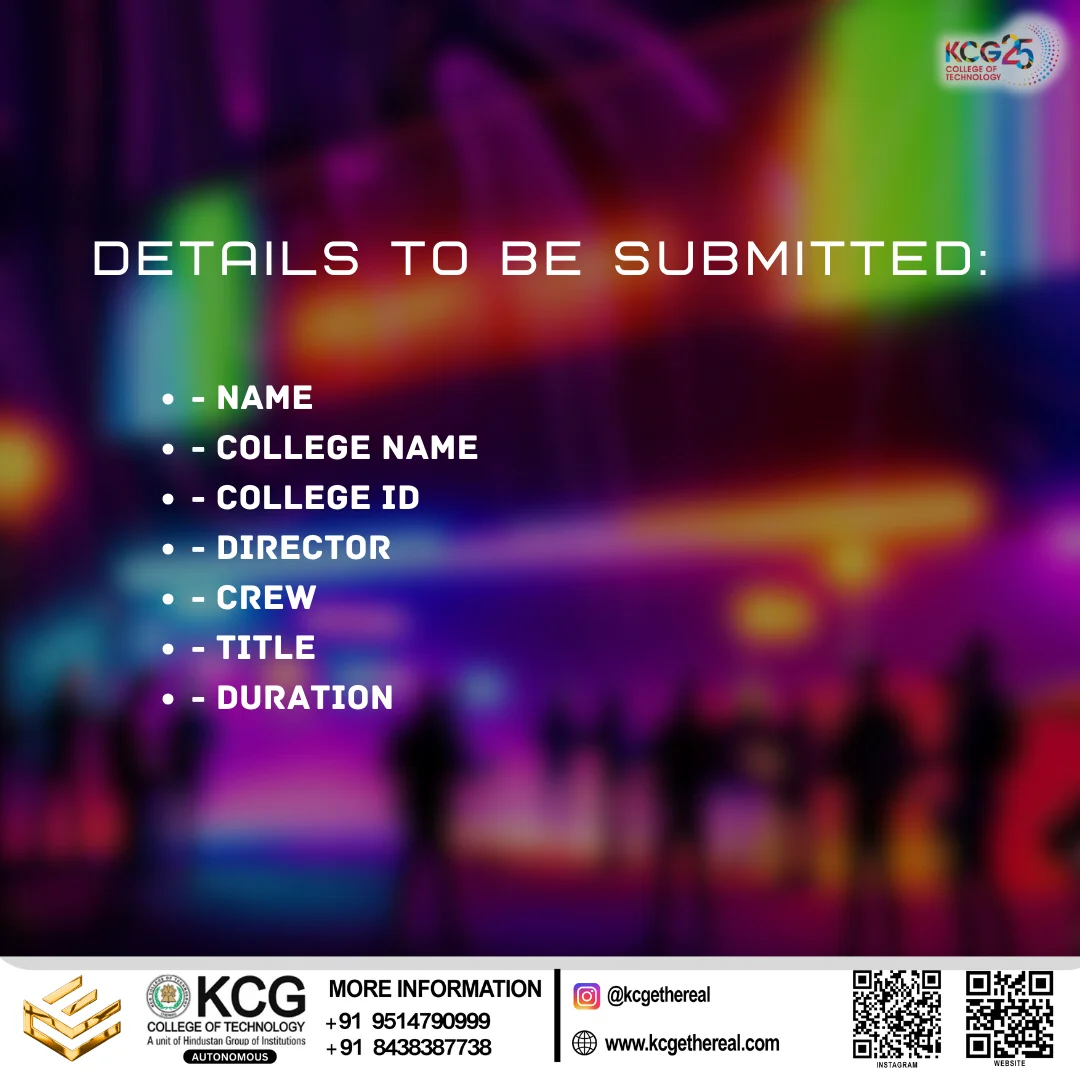 KCG25
COLLEGE OF
TECHNOLOGY
DETAILS TO BE SUBMITTED:
• - NAME
• - COLLEGE NAME
• - COLLEGE ID
• - DIRECTOR
• - CREW
• - TITLE
• - DURATION
KCG
COLLEGE OF TECHNOLOGY
A unit of Hindustan Group of Institutions
AUTONOMOUS
MORE INFORMATION
+91 9514790999
+91 8438387738
@kcgethereal
www.kcgethereal.com
INSTAGRAM
WEBSITE